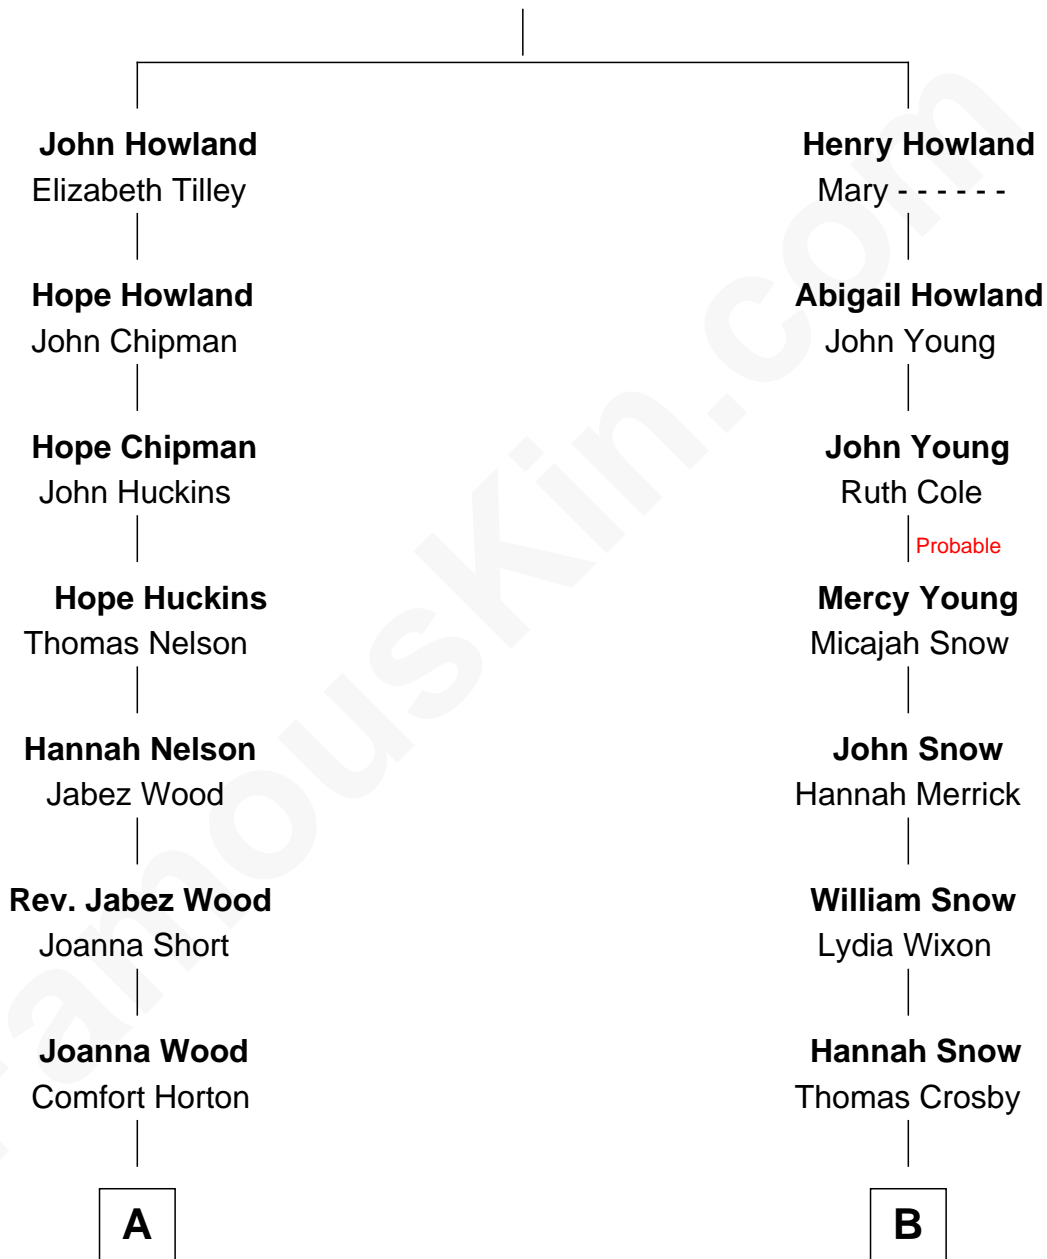 John Howland
Elizabeth Tilley
Hope Howland
John Chipman
Hope Chipman
John Huckins
Hope Huckins
Thomas Nelson
Hannah Nelson
Jabez Wood
Rev. Jabez Wood
Joanna Short
Joanna Wood
Comfort Horton
A
Henry Howland
Mary - - - - - -
Abigail Howland
John Young
John Young
Ruth Cole
Probable
Mercy Young
Micajah Snow
John Snow
Hannah Merrick
William Snow
Lydia Wixon
Hannah Snow
Thomas Crosby
B
FamousKin.com